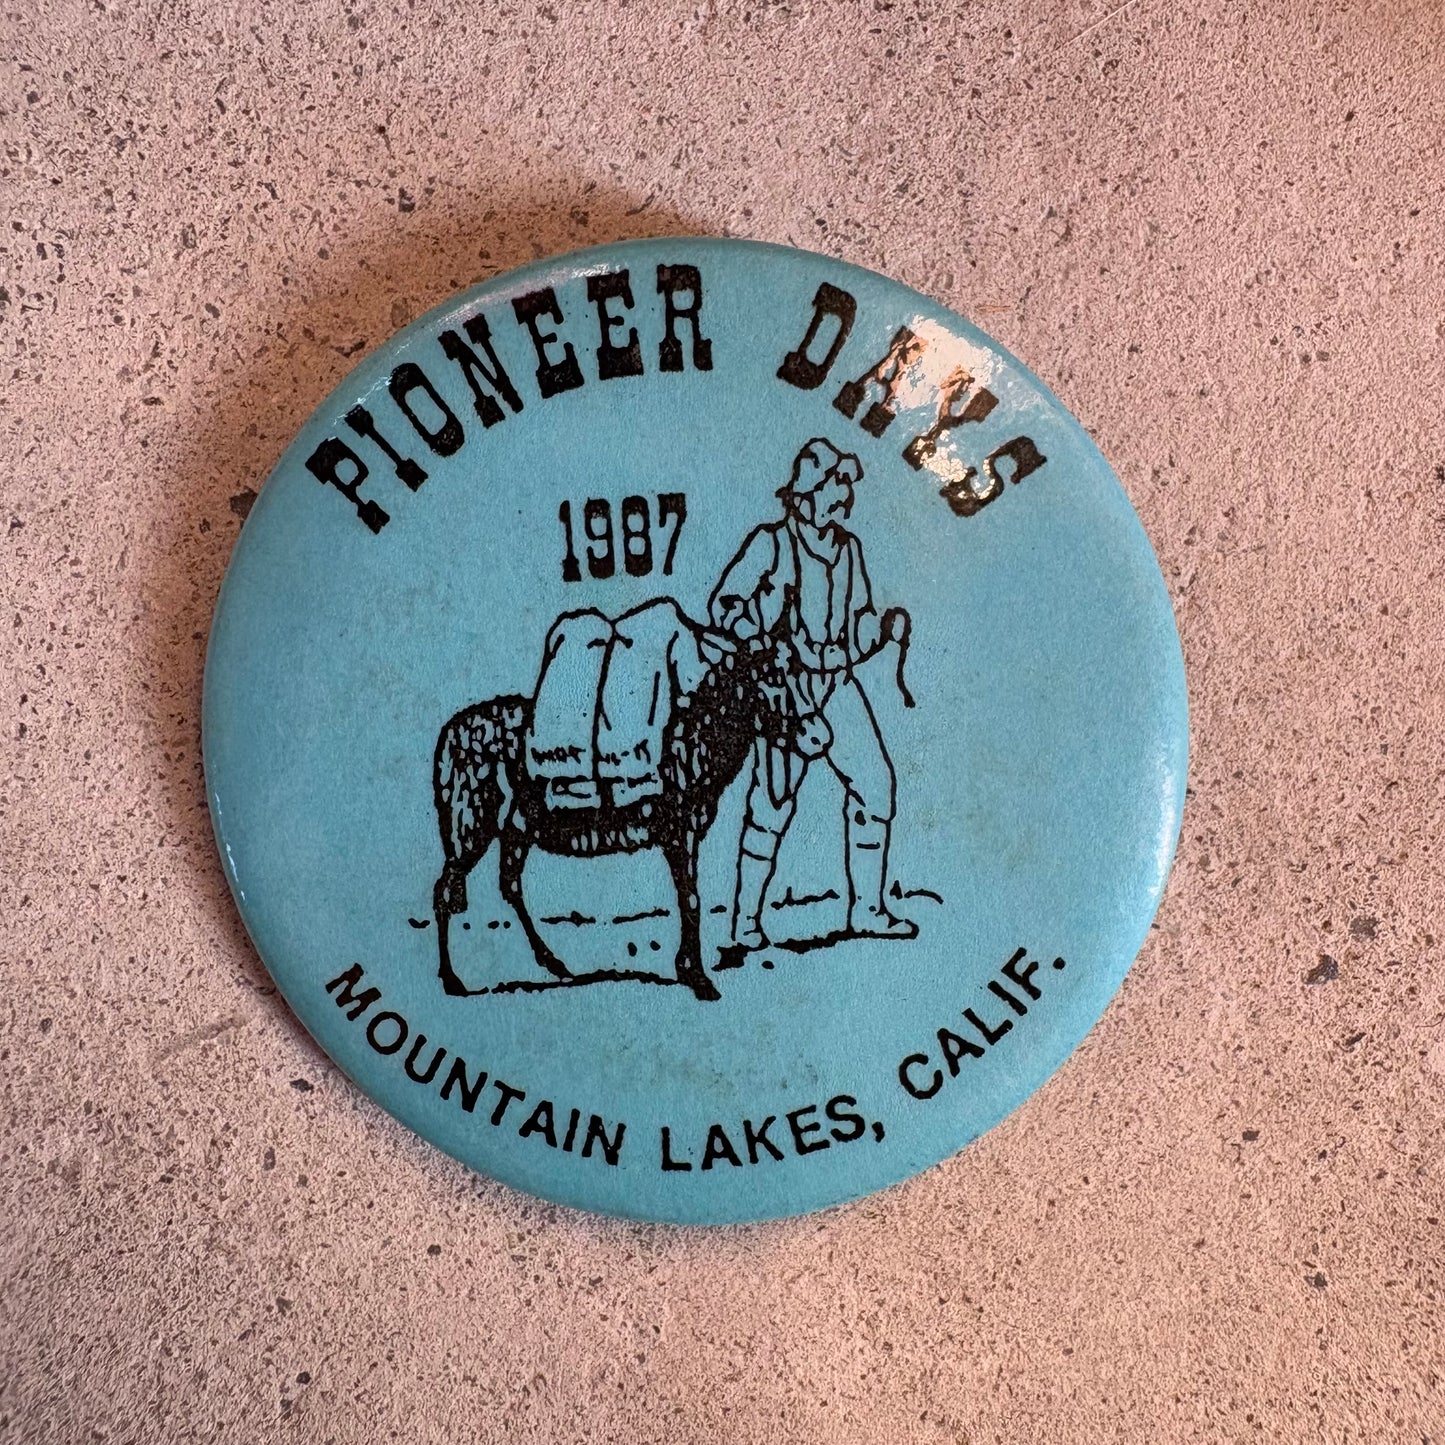 PIONEER DAYS
1987
MOUNTAIN LAKES, CALIF.